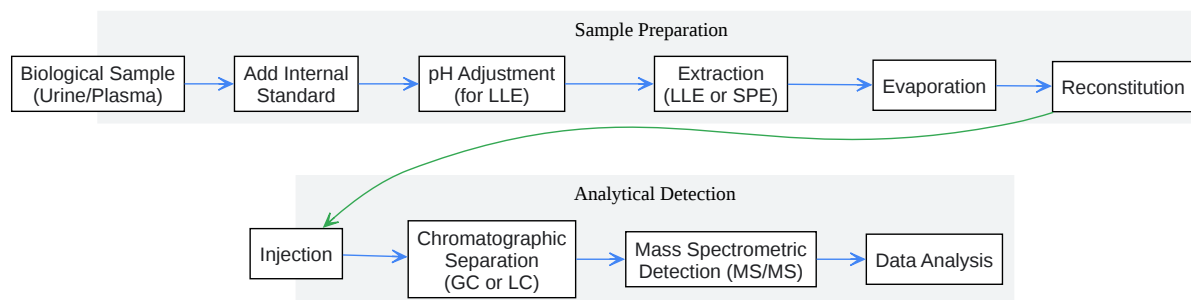 Sample Preparation
Biological Sample
(Urine/Plasma)
Add Internal
Standard
pH Adjustment
(for LLE)
Extraction
(LLE or SPE)
Evaporation
Reconstitution
Analytical Detection
Injection
Chromatographic
Separation
(GC or LC)
Mass Spectrometric
Detection (MS/MS)
Data Analysis